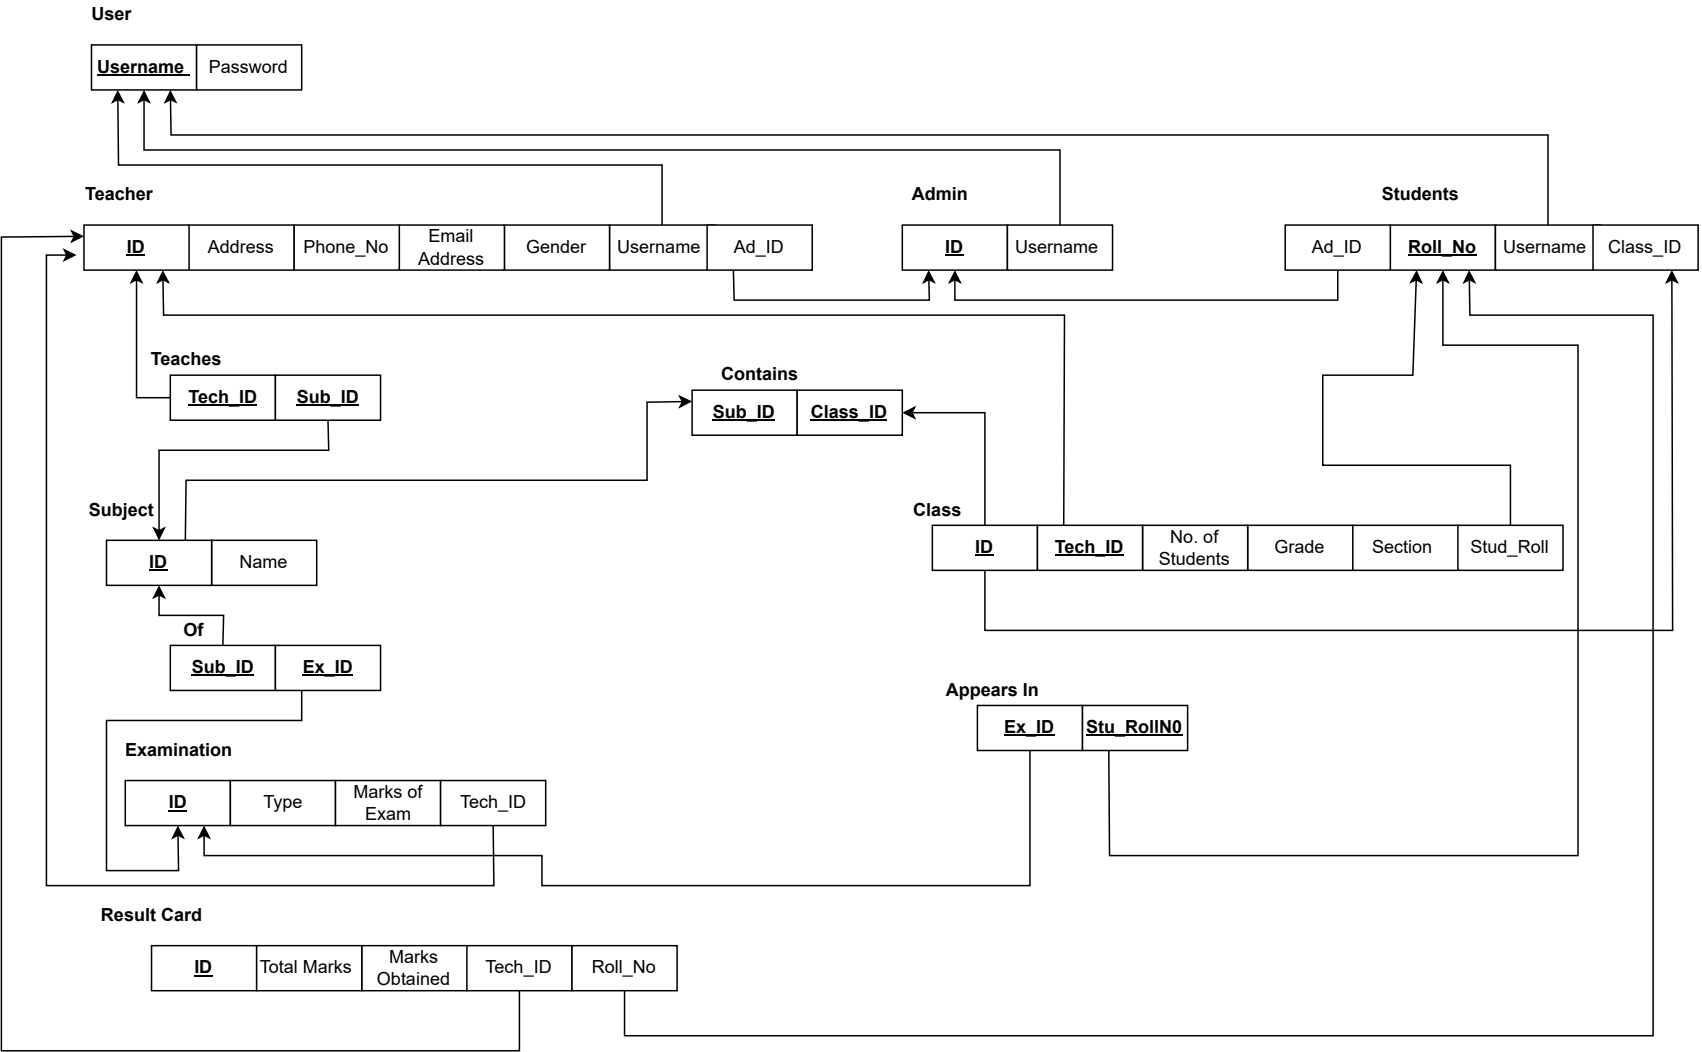 User
Username Password
Teacher
ID Address Phone_No Email Address Gender Username Ad_ID
Admin
ID Username
Students
Ad_ID Roll_No Username Class_ID
Teaches
Tech_ID Sub_ID
Contains
Sub_ID Class_ID
Subject
ID Name
Class
ID Tech_ID No. of Students Grade Section Stud_Roll
Of
Sub_ID Ex_ID
Appears In
Ex_ID Stu_RollN0
Examination
ID Type Marks of Exam Tech_ID
Result Card
ID Total Marks Marks Obtained Tech_ID Roll_No